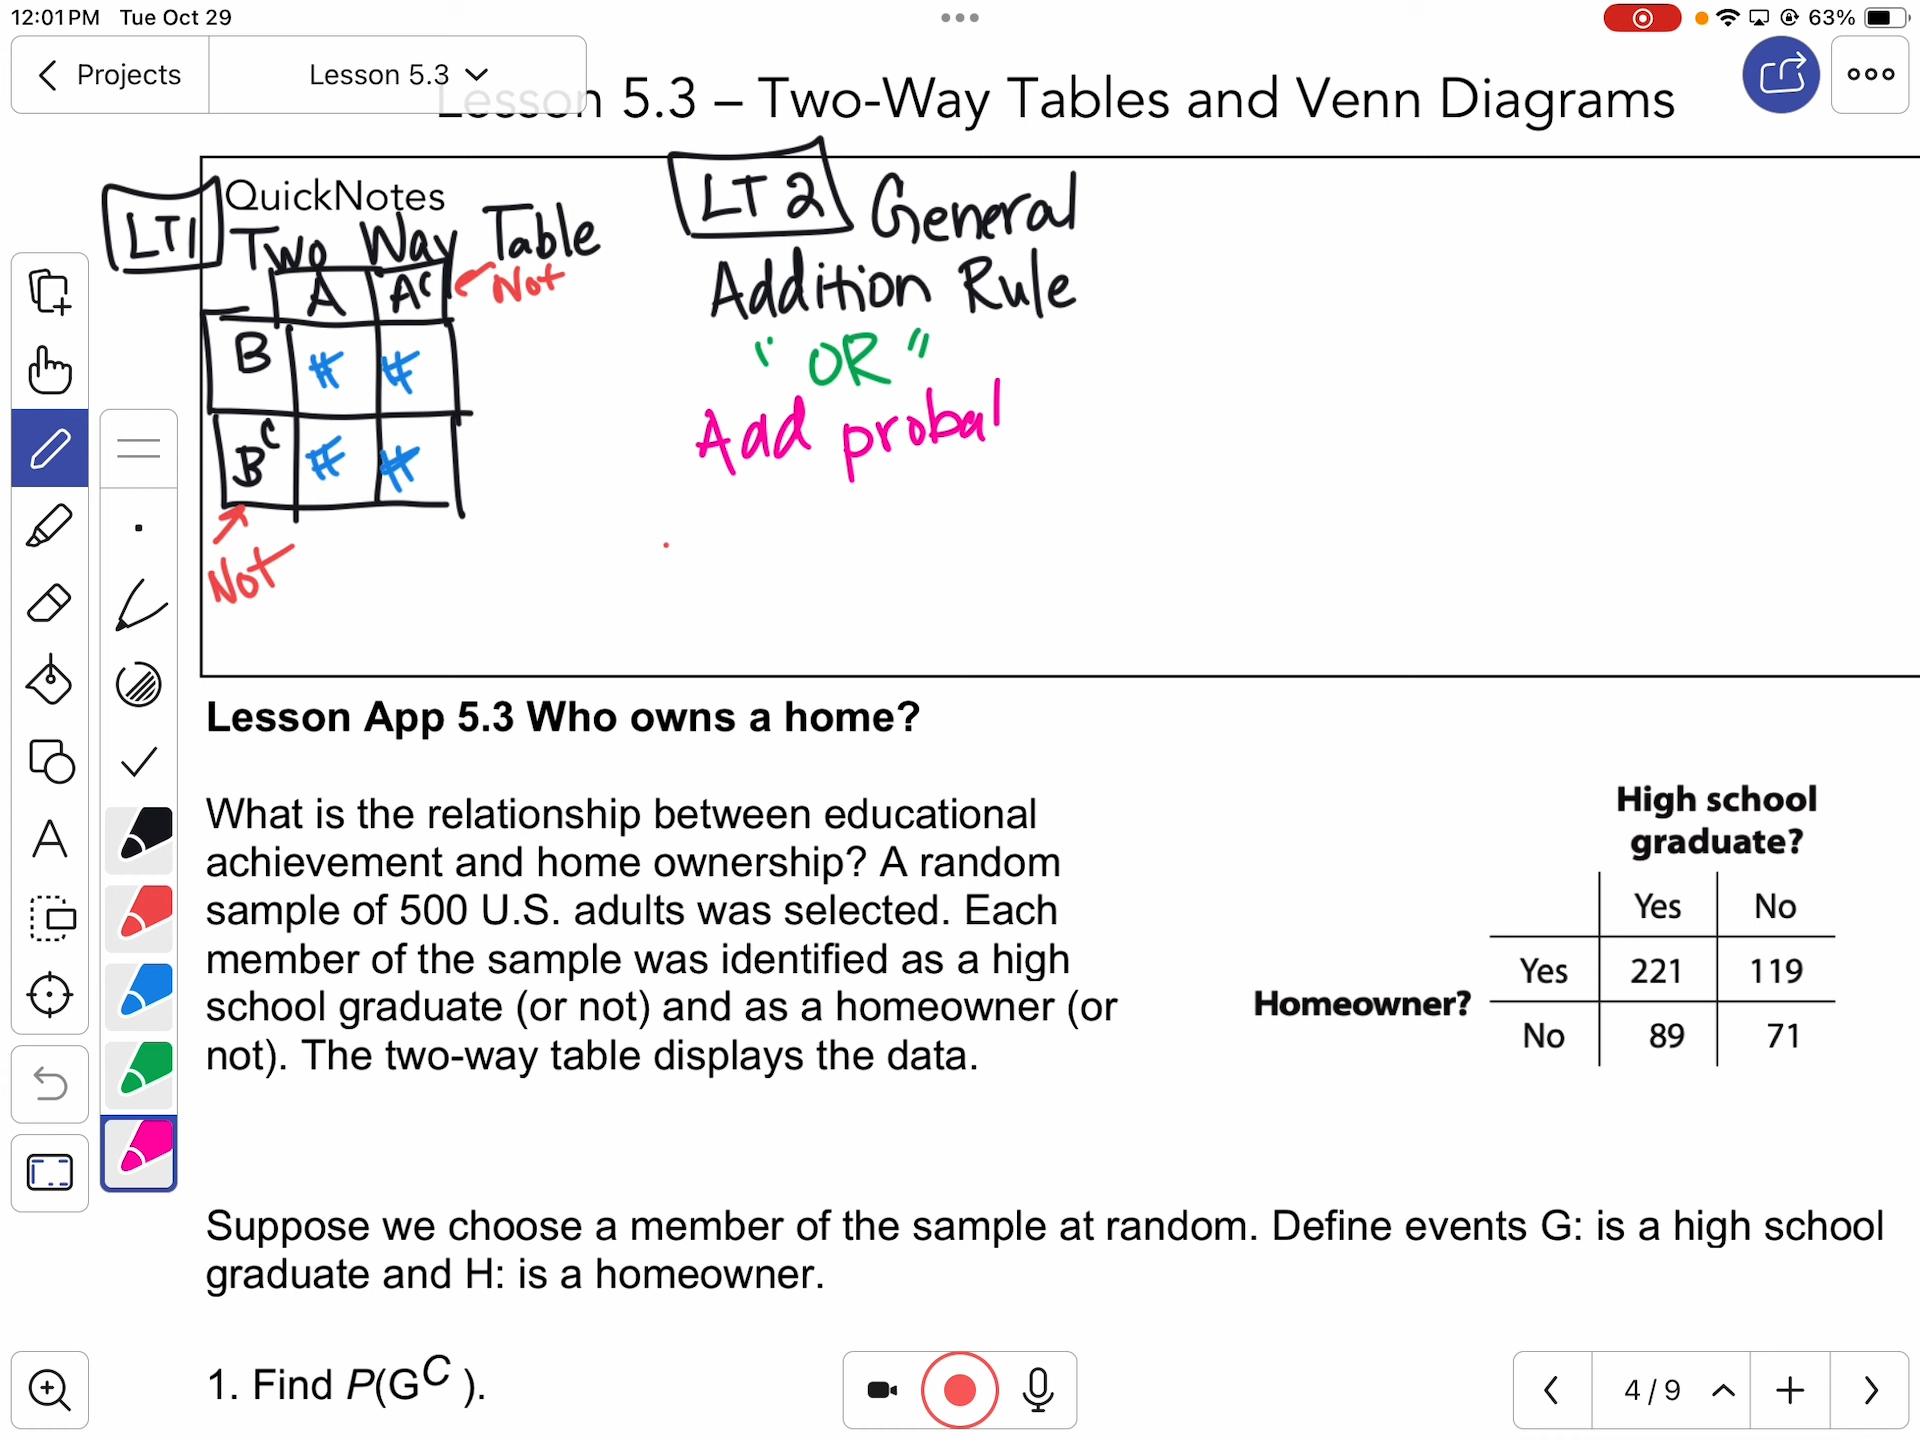 12:01 PM Tue Oct 29
63%
Projects
Lesson 5.3
Lesson 5.3 – Two-Way Tables and Venn Diagrams
QuickNotes
LT1
Two Way Table
A Aᶜ
Not
B # #
Bᶜ # #
Not
LT 2 General
Addition Rule
"OR"
Add probal
Lesson App 5.3 Who owns a home?
What is the relationship between educational
achievement and home ownership? A random
sample of 500 U.S. adults was selected. Each
member of the sample was identified as a high
school graduate (or not) and as a homeowner (or
not). The two-way table displays the data.
High school
graduate?
Yes No
Homeowner?
Yes 221 119
No 89 71
Suppose we choose a member of the sample at random. Define events G: is a high school
graduate and H: is a homeowner.
1. Find P(Gᶜ ).
A
4 / 9